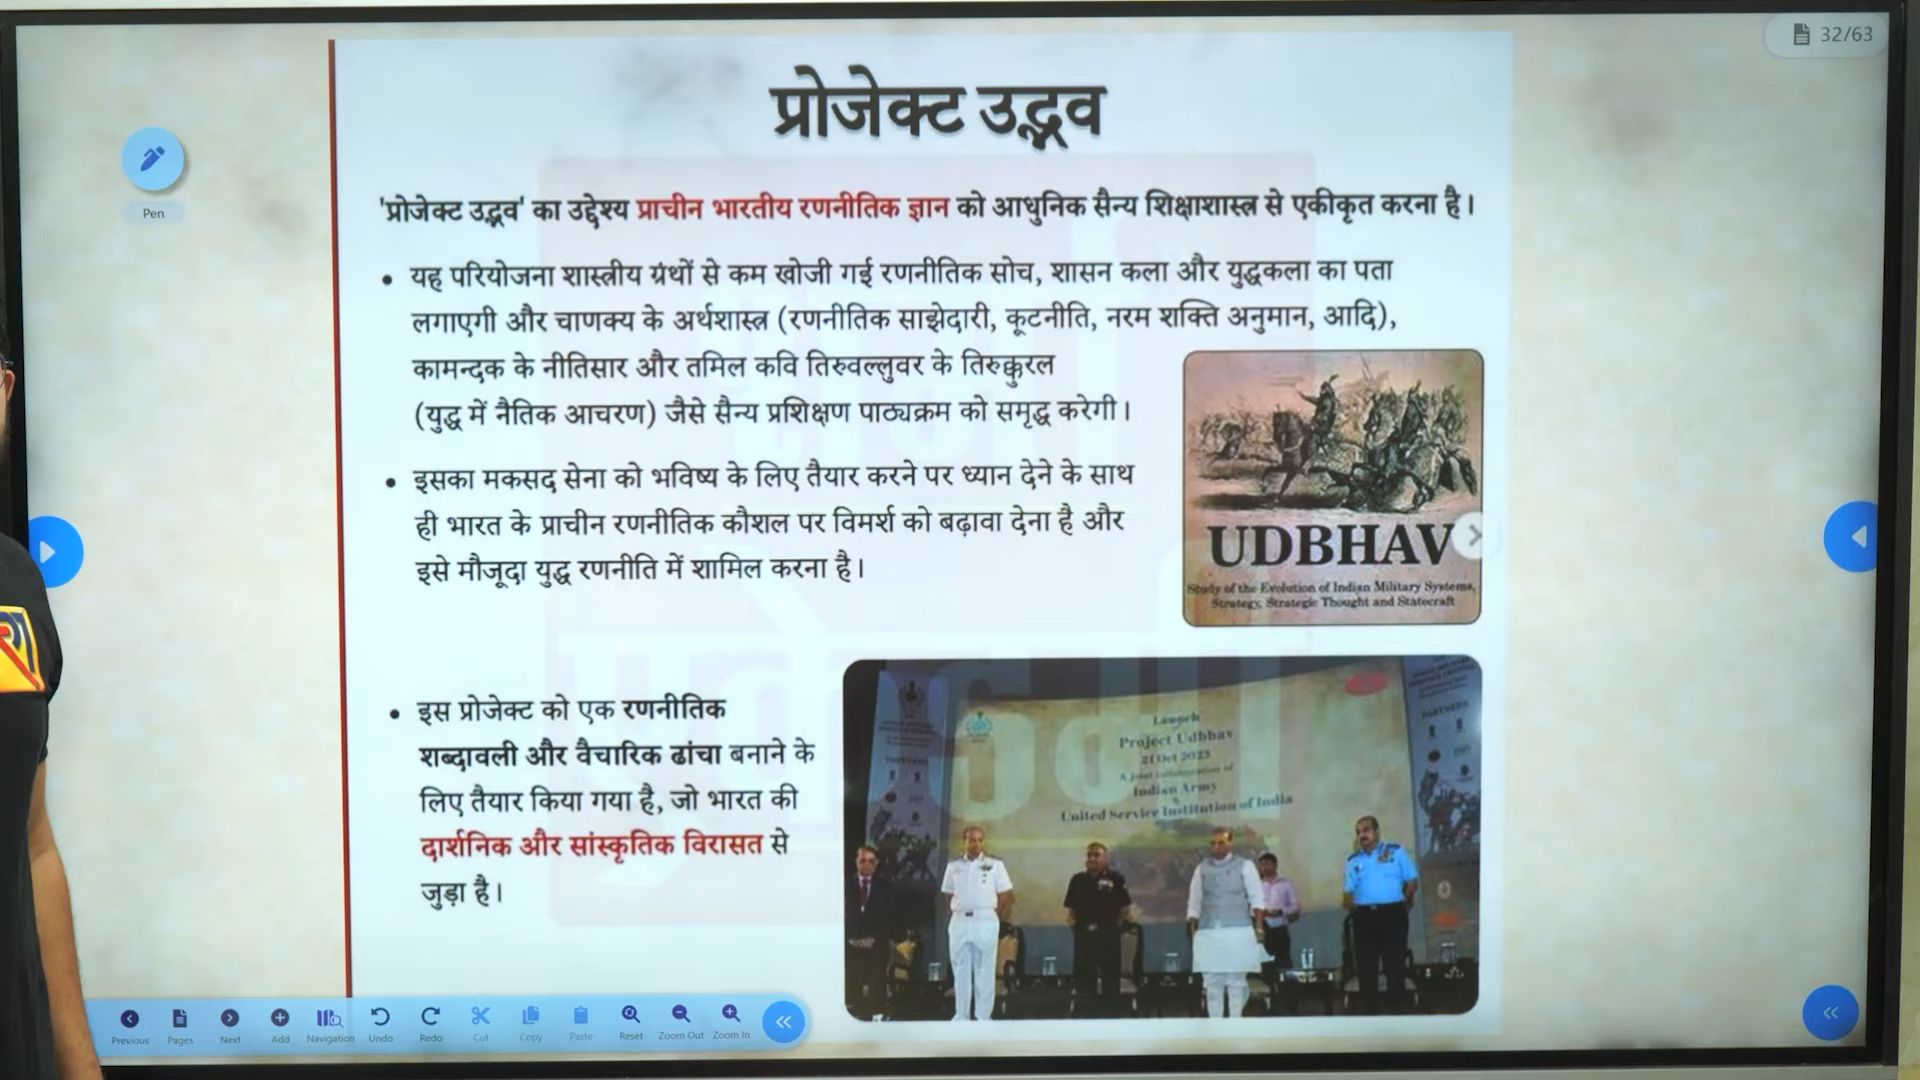 32/63
प्रोजेक्ट उद्भव
Pen
'प्रोजेक्ट उद्भव' का उद्देश्य प्राचीन भारतीय रणनीतिक ज्ञान को आधुनिक सैन्य शिक्षाशास्त्र से एकीकृत करना है।
• यह परियोजना शास्त्रीय ग्रंथों से कम खोजी गई रणनीतिक सोच, शासन कला और युद्धकला का पता
लगाएगी और चाणक्य के अर्थशास्त्र (रणनीतिक साझेदारी, कूटनीति, नरम शक्ति अनुमान, आदि),
कामन्दक के नीतिसार और तमिल कवि तिरुवल्लुवर के तिरुक्कुरल
(युद्ध में नैतिक आचरण) जैसे सैन्य प्रशिक्षण पाठ्यक्रम को समृद्ध करेगी।
• इसका मकसद सेना को भविष्य के लिए तैयार करने पर ध्यान देने के साथ
ही भारत के प्राचीन रणनीतिक कौशल पर विमर्श को बढ़ावा देना है और
इसे मौजूदा युद्ध रणनीति में शामिल करना है।
UDBHAV
Study of the Evolution of Indian Military Systems,
Strategy, Strategic Thought and Statecraft
• इस प्रोजेक्ट को एक रणनीतिक
शब्दावली और वैचारिक ढांचा बनाने के
लिए तैयार किया गया है, जो भारत की
दार्शनिक और सांस्कृतिक विरासत से
जुड़ा है।
Launch
Project Udbhav
21 Oct 2023
A joint collaboration of
Indian Army
&
United Service Institution of India
PARTNERS
PARTNERS
Previous Pages Next Add Navigation Undo Redo Cut Copy Paste Reset Zoom Out Zoom In